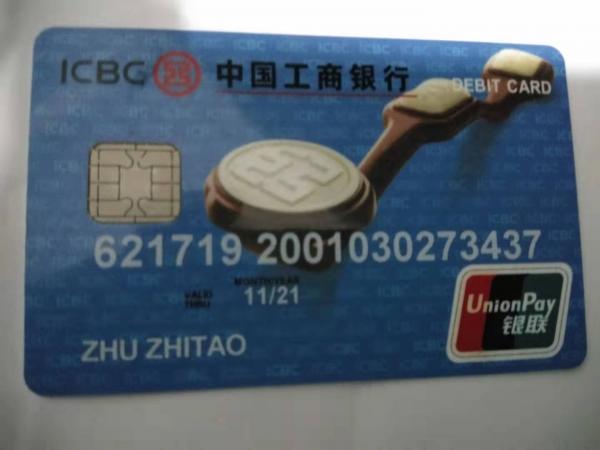 ICBC 中国工商银行
DEBIT CARD
621719 2001030273437
MONTH/YEAR
VALID THRU 11/21
ZHU ZHITAO
UnionPay
银联